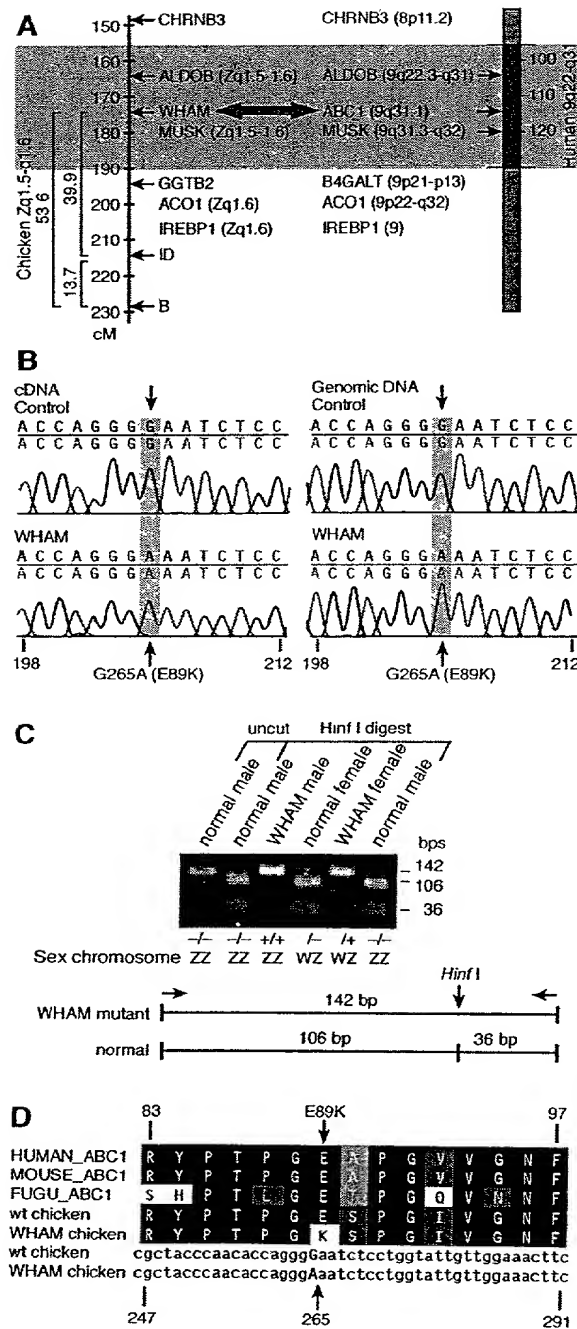 A
150
CHRNB3
CHRNB3 (8p11.2)
160
ALDOB (Zq1.5-1.6)
ALDOB (9q22.3-q31)
100
170
WHAM
ABC1 (9q31.1)
110
180
MUSK (Zq1.5-1.6)
MUSK (9q31.3-q32)
120
190
GGTB2
B4GALT (9p21-p13)
200
ACO1 (Zq1.6)
ACO1 (9p22-q32)
210
IREBP1 (Zq1.6)
IREBP1 (9)
ID
220
230
B
cM
Chicken Zq1.5-q1.6
53.6
39.9
13.7
Human 9q22-q31
B
cDNA
Control
A C C A G G G G A A T C T C C
A C C A G G G G A A T C T C C
WHAM
A C C A G G G A A A T C T C C
A C C A G G G A A A T C T C C
198
212
G265A (E89K)
Genomic DNA
Control
A C C A G G G G A A T C T C C
A C C A G G G G A A T C T C C
WHAM
A C C A G G G A A A T C T C C
A C C A G G G A A A T C T C C
198
212
G265A (E89K)
C
uncut
Hinf I digest
normal male
normal male
WHAM male
normal female
WHAM female
normal male
bps
142
106
36
–/– –/– +/+ /– /+ –/–
Sex chromosome ZZ ZZ ZZ WZ WZ ZZ
Hinf I
142 bp
WHAM mutant
106 bp
36 bp
normal
D
83
E89K
97
HUMAN_ABC1 R Y P T P G E A P G V V G N F
MOUSE_ABC1 R Y P T P G E A P G V V G N F
FUGU_ABC1 S H P T L G E T P G Q V N N F
wt chicken R Y P T P G E S P G I V G N F
WHAM chicken R Y P T P G K S P G I V G N F
wt chicken cgctacccaacaccagggGaatctcctggtattgttggaaacttc
WHAM chicken cgctacccaacaccagggAaatctcctggtattgttggaaacttc
247
265
291